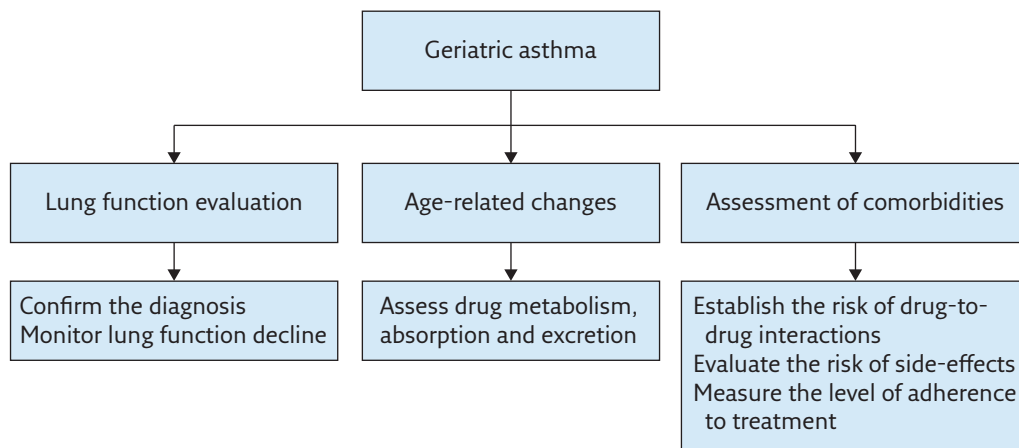 Geriatric asthma
Lung function evaluation
Age-related changes
Assessment of comorbidities
Confirm the diagnosis
Monitor lung function decline
Assess drug metabolism,
absorption and excretion
Establish the risk of drug-to-
drug interactions
Evaluate the risk of side-effects
Measure the level of adherence
to treatment